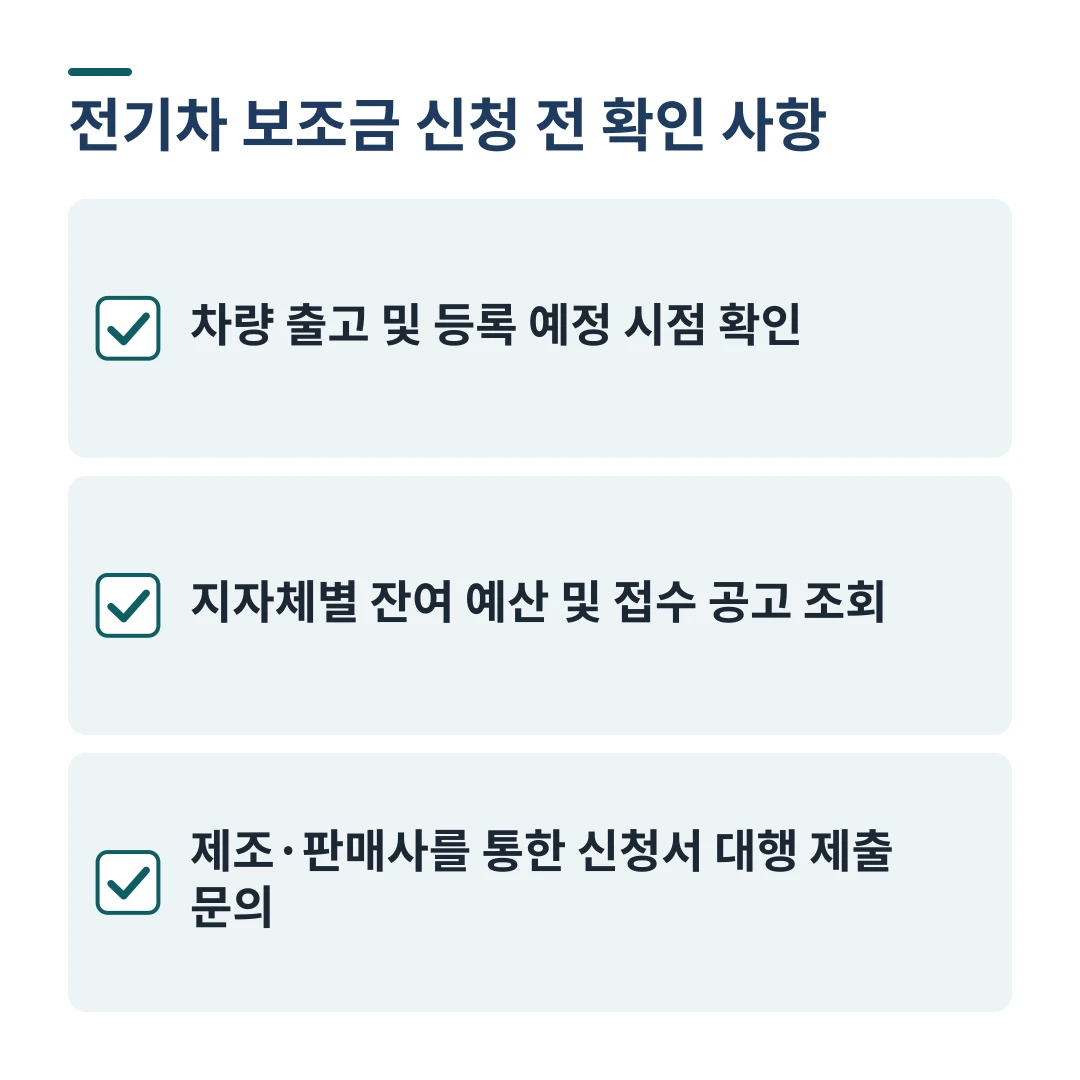 전기차 보조금 신청 전 확인 사항
차량 출고 및 등록 예정 시점 확인
지자체별 잔여 예산 및 접수 공고 조회
제조·판매사를 통한 신청서 대행 제출
문의